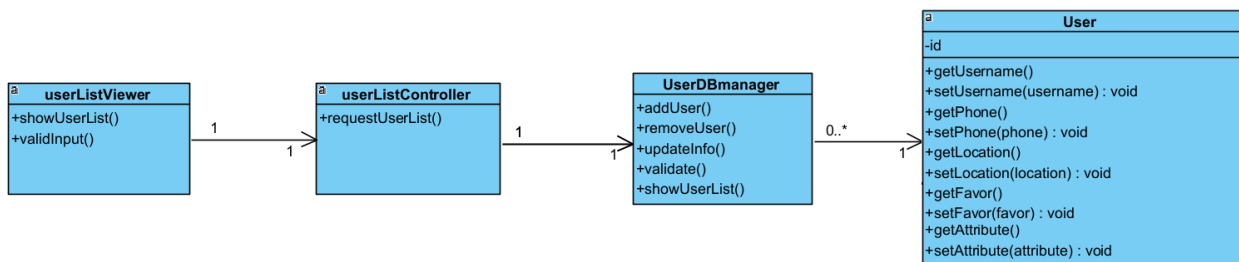 a
userListViewer
+showUserList()
+validInput()
1
1
a
userListController
+requestUserList()
1
1
UserDBmanager
+addUser()
+removeUser()
+updateInfo()
+validate()
+showUserList()
0..*
1
a
User
-id
+getUsername()
+setUsername(username) : void
+getPhone()
+setPhone(phone) : void
+getLocation()
+setLocation(location) : void
+getFavor()
+setFavor(favor) : void
+getAttribute()
+setAttribute(attribute) : void